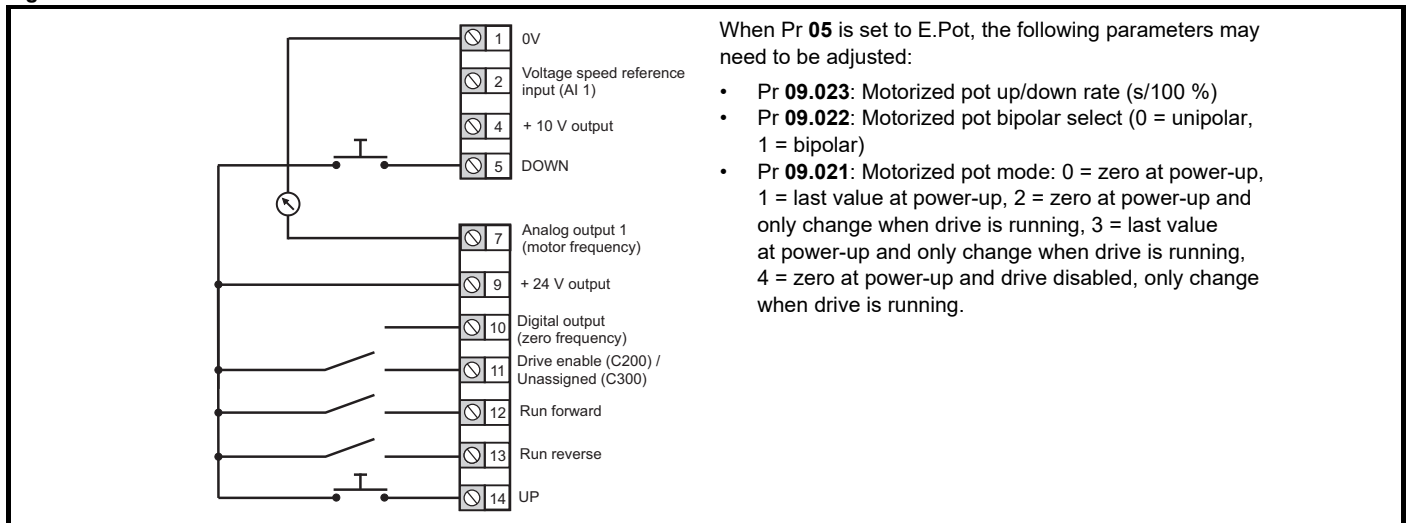 1 0V
2 Voltage speed reference
input (AI 1)
4 + 10 V output
5 DOWN
7 Analog output 1
(motor frequency)
9 + 24 V output
10 Digital output
(zero frequency)
11 Drive enable (C200) /
Unassigned (C300)
12 Run forward
13 Run reverse
14 UP
When Pr 05 is set to E.Pot, the following parameters may
need to be adjusted:
• Pr 09.023: Motorized pot up/down rate (s/100 %)
• Pr 09.022: Motorized pot bipolar select (0 = unipolar,
1 = bipolar)
• Pr 09.021: Motorized pot mode: 0 = zero at power-up,
1 = last value at power-up, 2 = zero at power-up and
only change when drive is running, 3 = last value
at power-up and only change when drive is running,
4 = zero at power-up and drive disabled, only change
when drive is running.